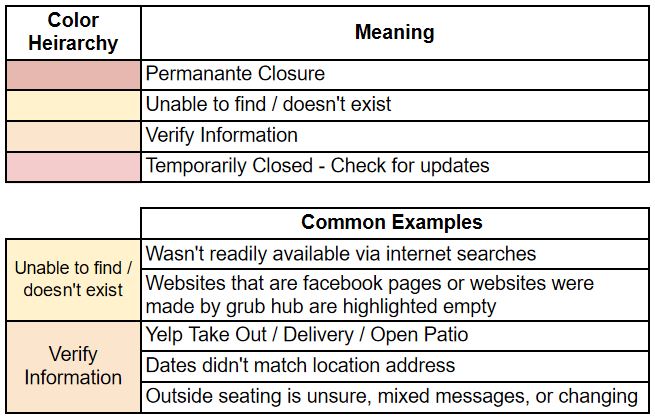 Color
Heirarchy
Meaning
Permanante Closure
Unable to find / doesn't exist
Verify Information
Temporarily Closed - Check for updates
Common Examples
Unable to find /
doesn't exist
Wasn't readily available via internet searches
Websites that are facebook pages or websites were
made by grub hub are highlighted empty
Verify
Information
Yelp Take Out / Delivery / Open Patio
Dates didn't match location address
Outside seating is unsure, mixed messages, or changing